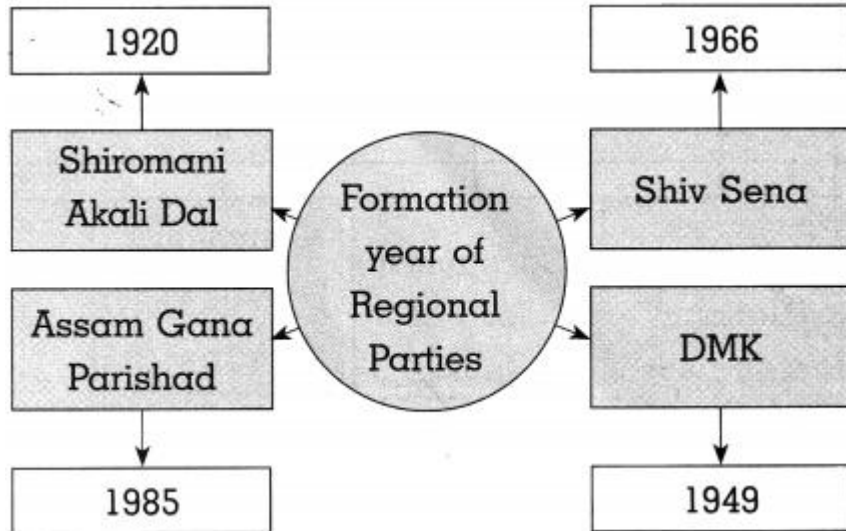 1920
1966
Shiromani
Akali Dal
Shiv Sena
Formation
year of
Regional
Parties
Assam Gana
Parishad
DMK
1985
1949